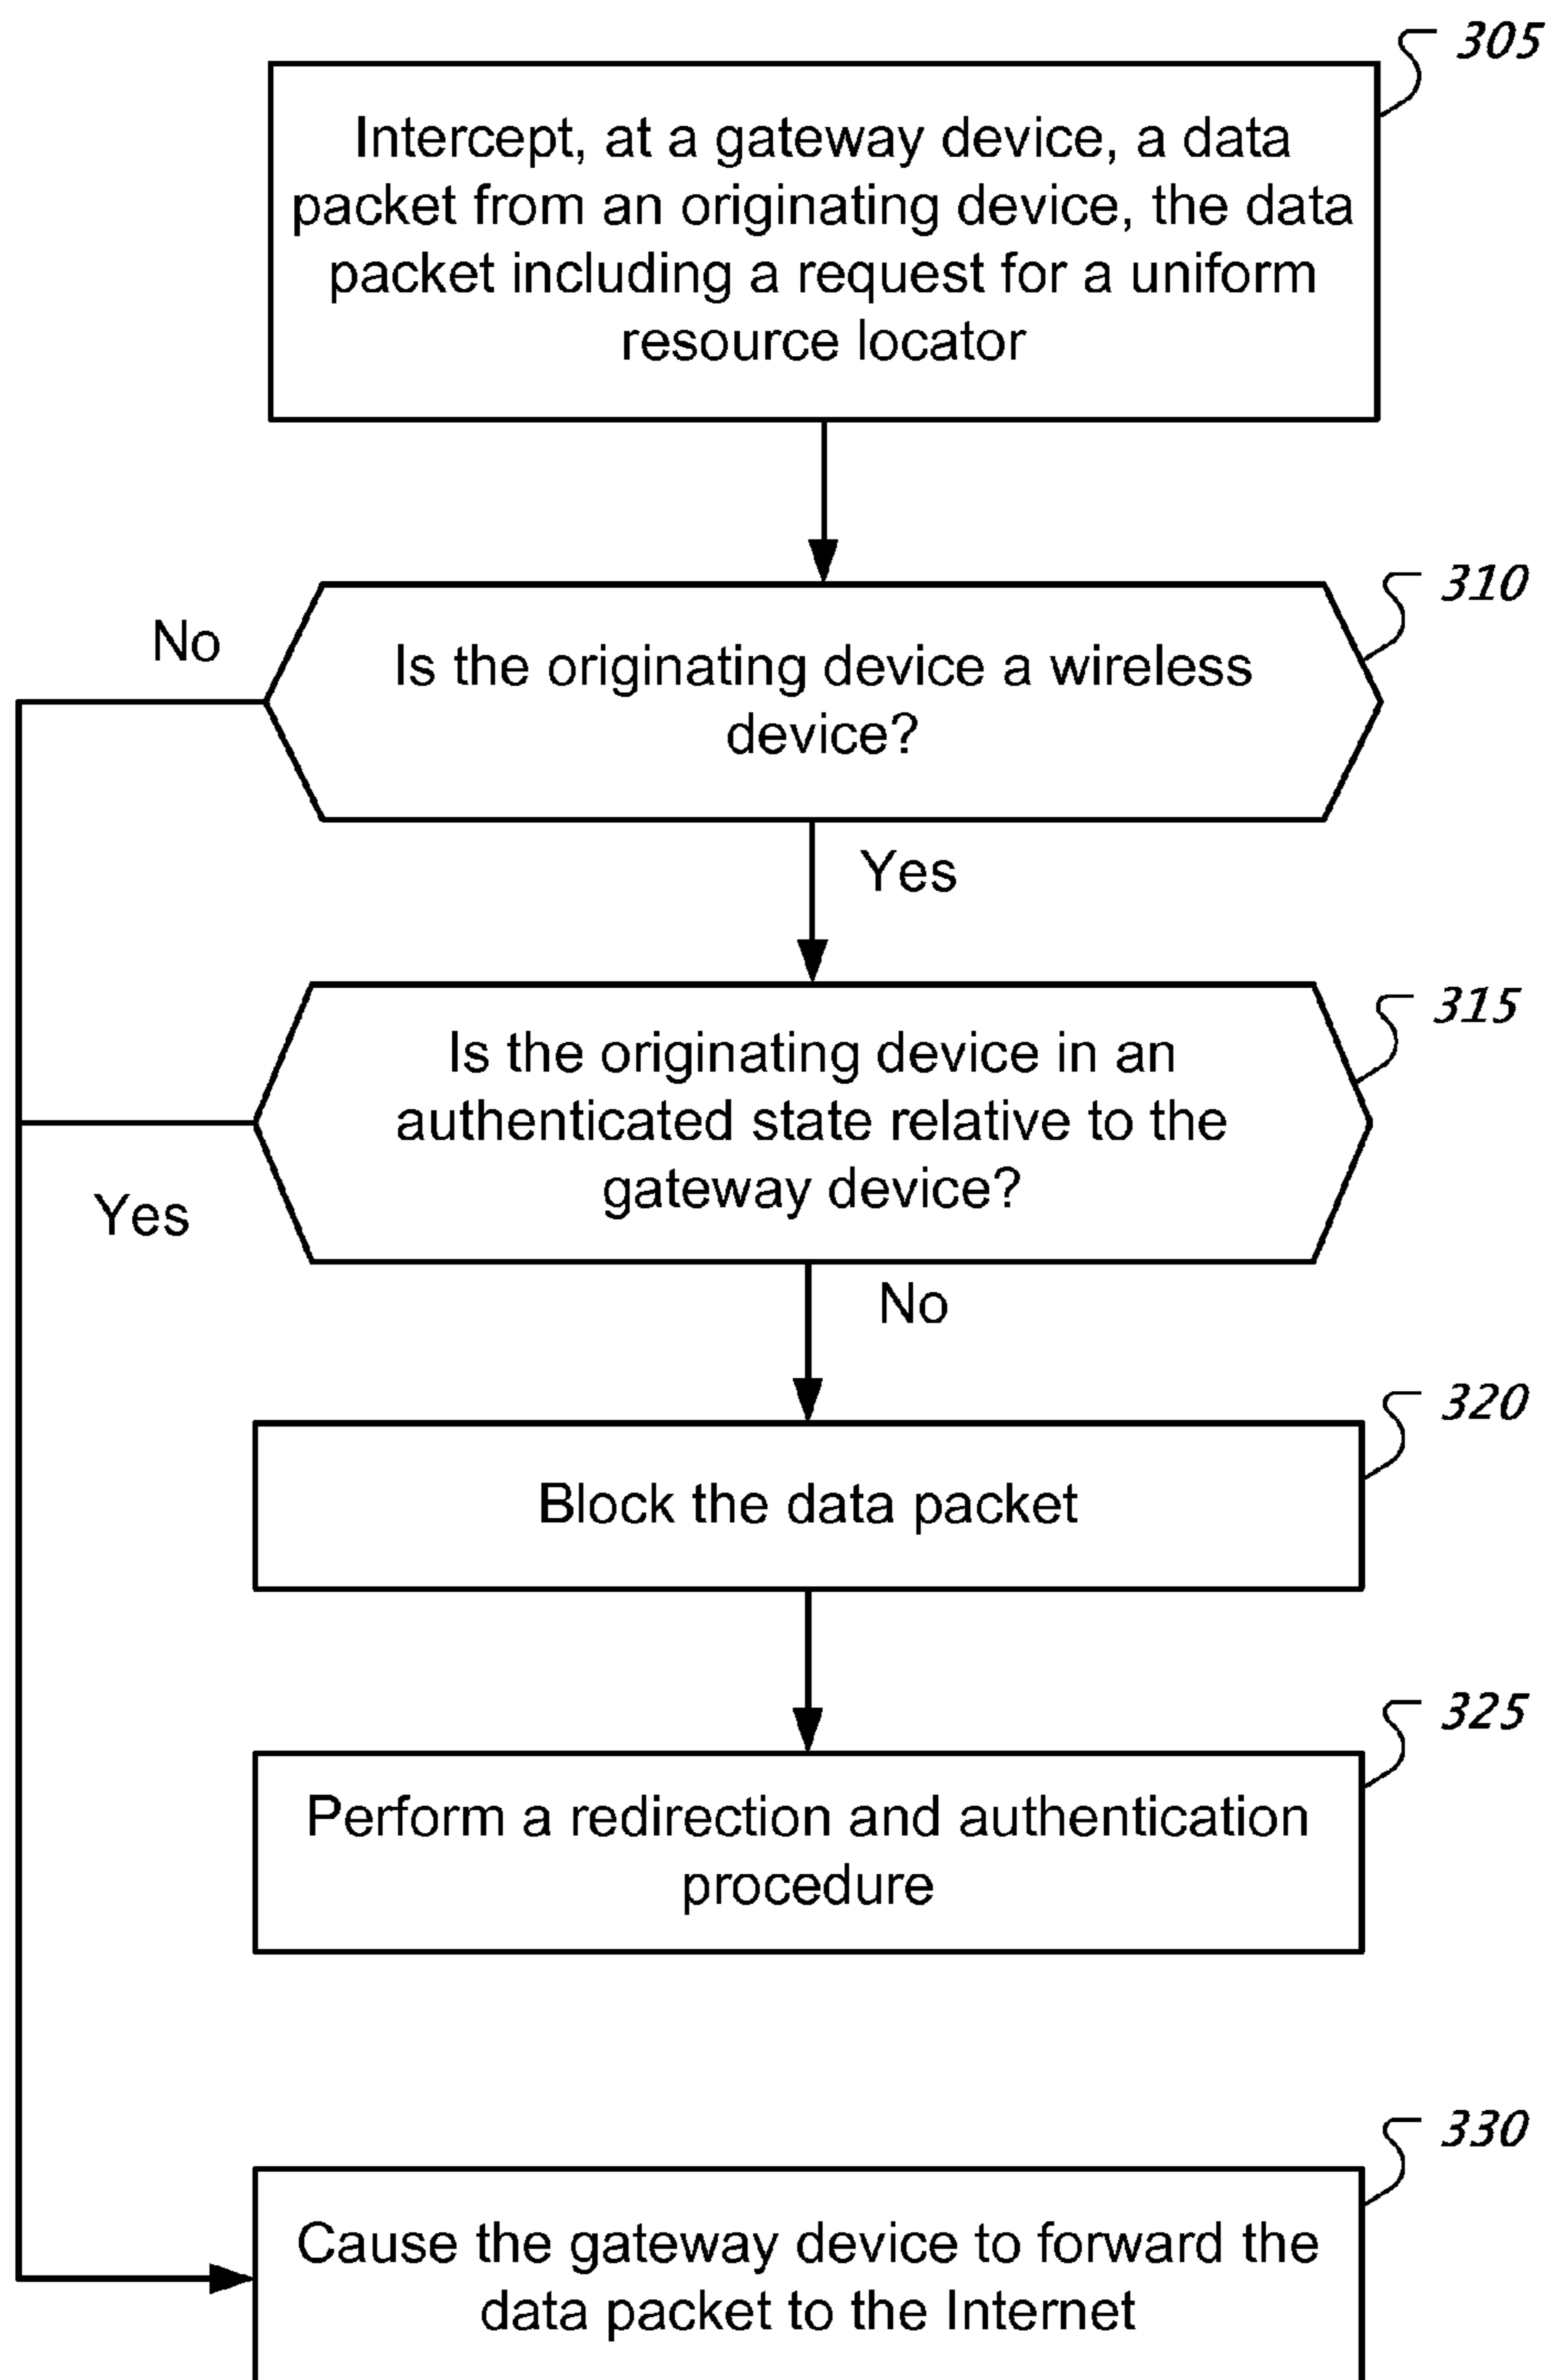 305
Intercept, at a gateway device, a data
packet from an originating device, the data
packet including a request for a uniform
resource locator
310
No
Is the originating device a wireless
device?
Yes
315
Is the originating device in an
authenticated state relative to the
gateway device?
Yes
No
320
Block the data packet
325
Perform a redirection and authentication
procedure
330
Cause the gateway device to forward the
data packet to the Internet